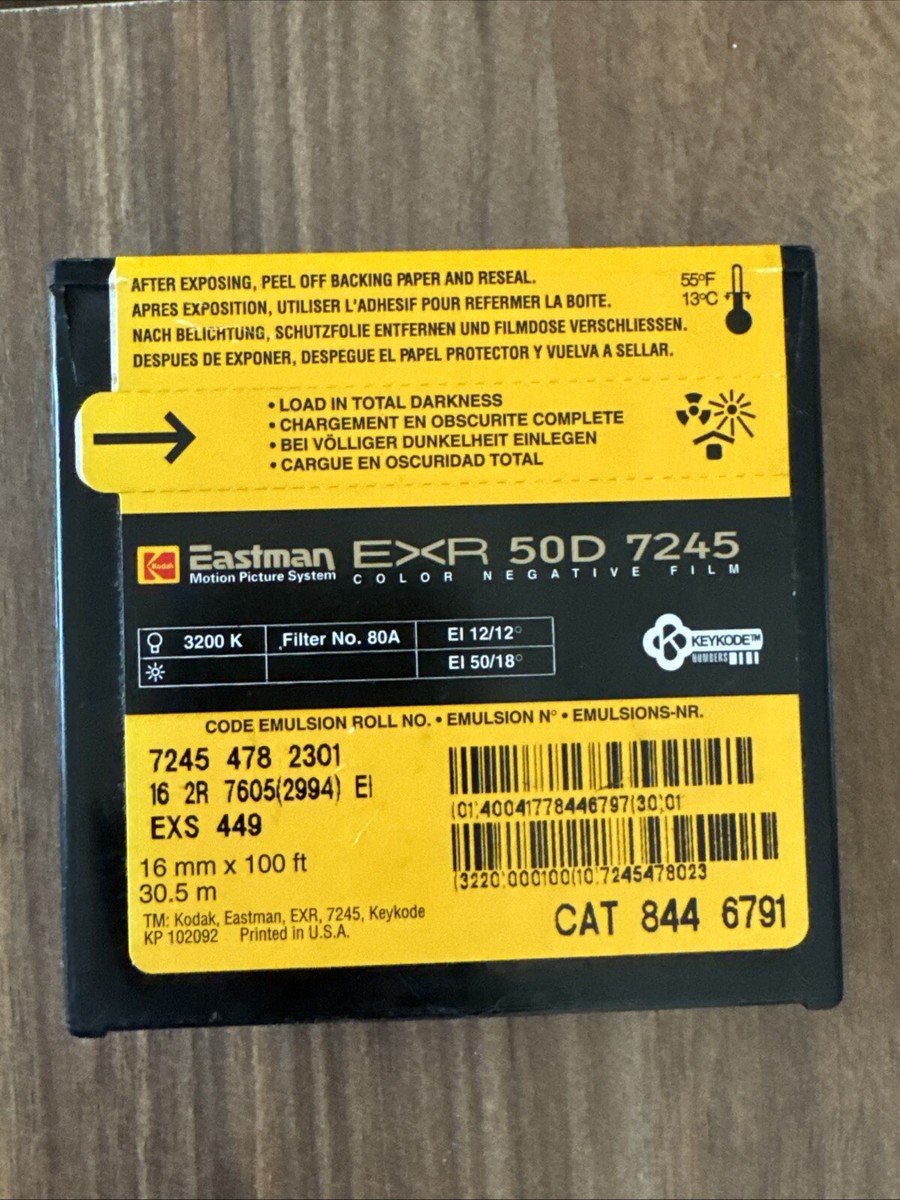 AFTER EXPOSING, PEEL OFF BACKING PAPER AND RESEAL.
APRES EXPOSITION, UTILISER L'ADHESIF POUR REFERMER LA BOITE.
NACH BELICHTUNG, SCHUTZFOLIE ENTFERNEN UND FILMDOSE VERSCHLIESSEN.
DESPUES DE EXPONER, DESPEGUE EL PAPEL PROTECTOR Y VUELVA A SELLAR.
55°F
13°C
• LOAD IN TOTAL DARKNESS
• CHARGEMENT EN OBSCURITE COMPLETE
• BEI VÖLLIGER DUNKELHEIT EINLEGEN
• CARGUE EN OSCURIDAD TOTAL
Kodak
Eastman EXR 50D 7245
Motion Picture System COLOR NEGATIVE FILM
3200 K Filter No. 80A EI 12/12°
EI 50/18°
K KEYKODE™
NUMBERS
CODE EMULSION ROLL NO. • EMULSION N° • EMULSIONS-NR.
7245 478 2301
16 2R 7605(2994) EI
EXS 449
(01)40041778446797(30)01
(3220)000100(10)7245478023
16 mm x 100 ft
30.5 m
TM: Kodak, Eastman, EXR, 7245, Keykode
KP 102092 Printed in U.S.A.
CAT 844 6791